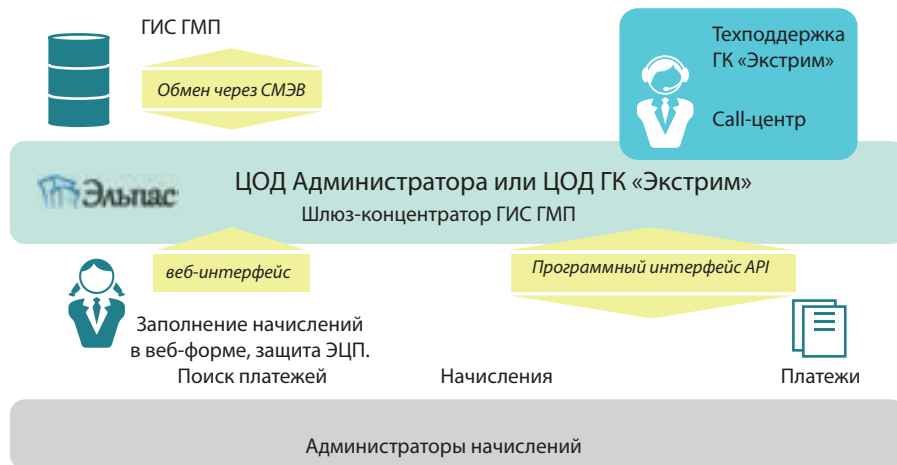 ГИС ГМП
Обмен через СМЭВ
Техподдержка
ГК «Экстрим»
Call-центр
Эльпас
ЦОД Администратора или ЦОД ГК «Экстрим»
Шлюз-концентратор ГИС ГМП
веб-интерфейс
Программный интерфейс API
Заполнение начислений
в веб-форме, защита ЭЦП.
Поиск платежей
Начисления
Платежи
Администраторы начислений